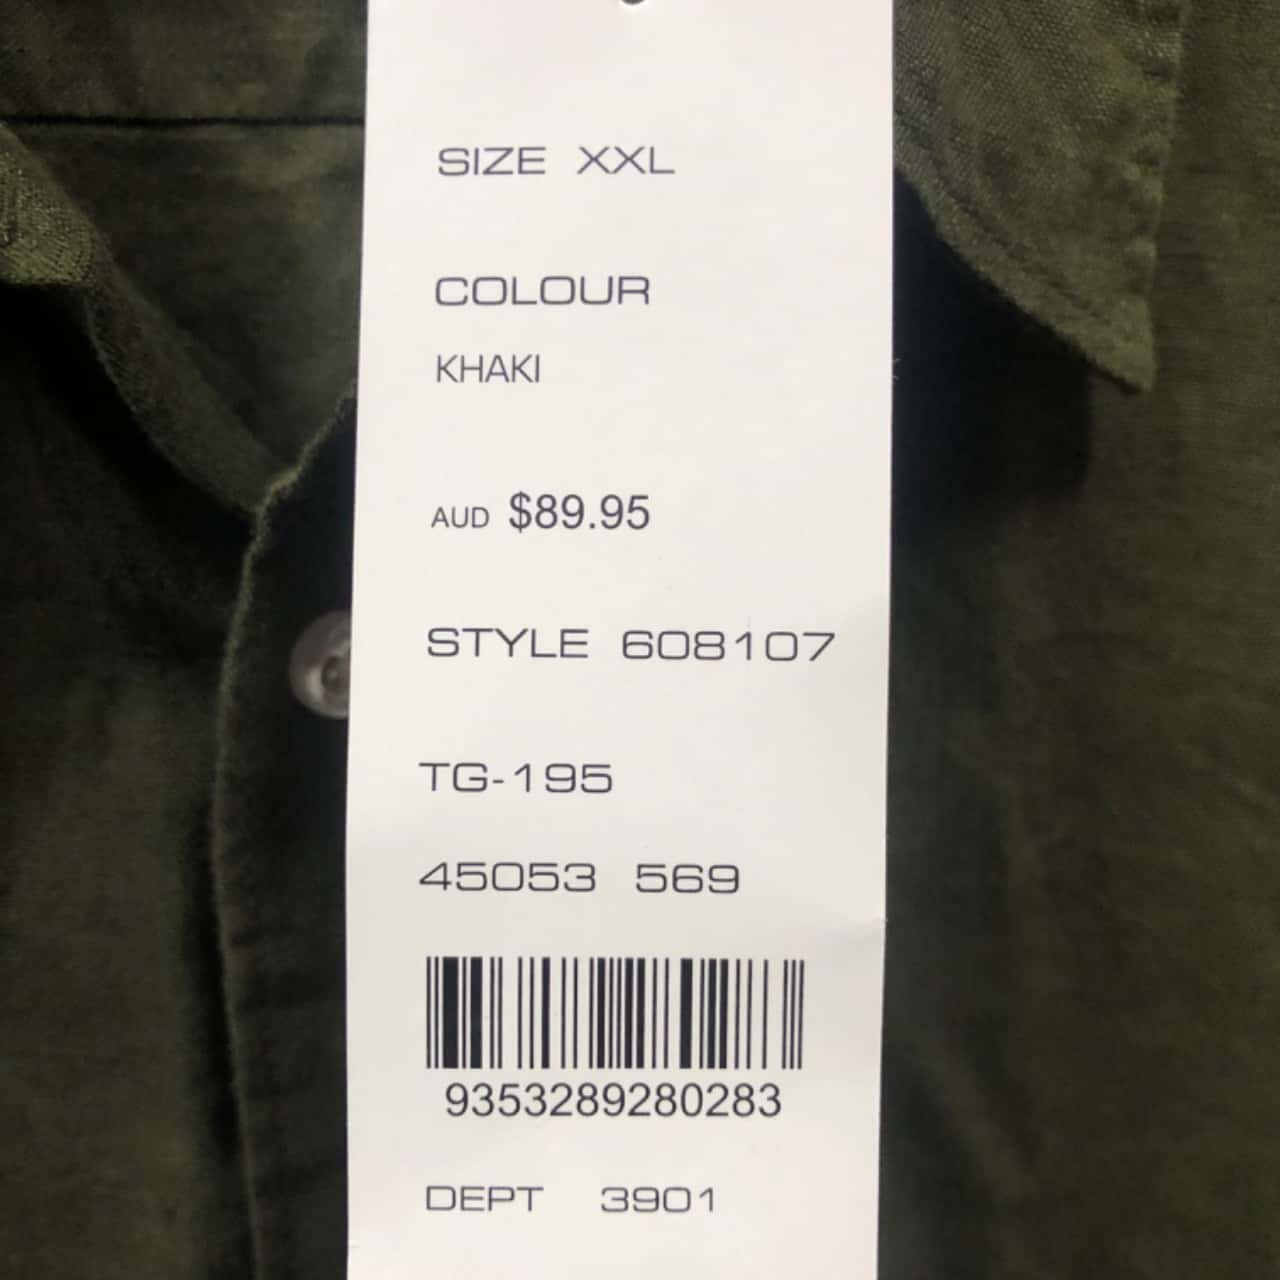 SIZE XXL
COLOUR
KHAKI
AUD $89.95
STYLE 608107
TG-195
45053 569
9353289280283
DEPT 3901